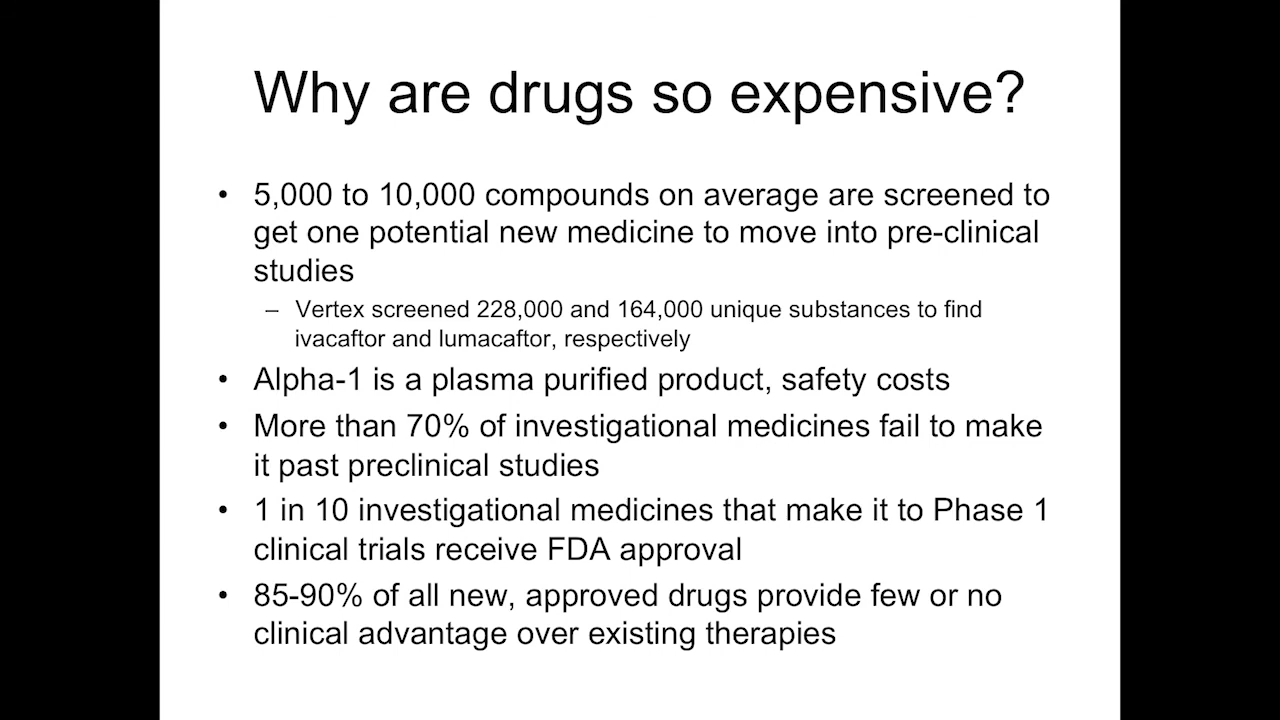 Why are drugs so expensive?
• 5,000 to 10,000 compounds on average are screened to
get one potential new medicine to move into pre-clinical
studies
– Vertex screened 228,000 and 164,000 unique substances to find
ivacaftor and lumacaftor, respectively
• Alpha-1 is a plasma purified product, safety costs
• More than 70% of investigational medicines fail to make
it past preclinical studies
• 1 in 10 investigational medicines that make it to Phase 1
clinical trials receive FDA approval
• 85-90% of all new, approved drugs provide few or no
clinical advantage over existing therapies